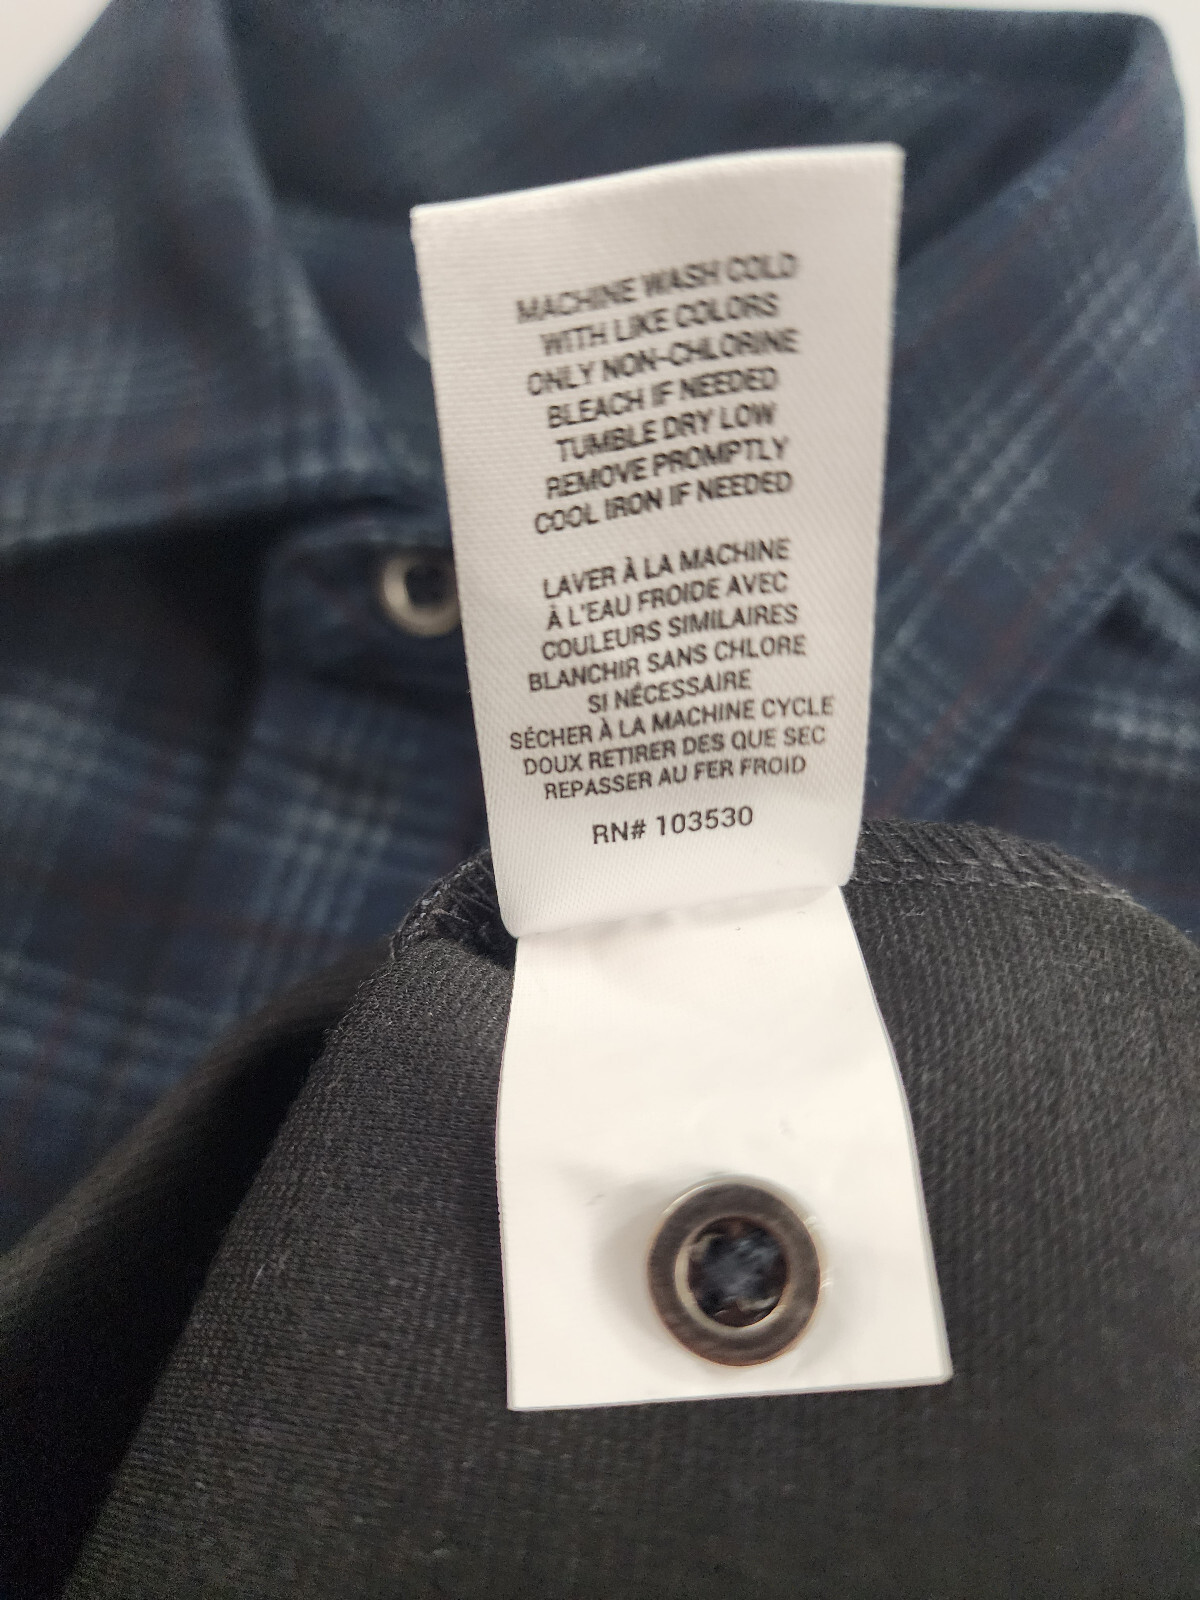 MACHINE WASH COLD
WITH LIKE COLORS
ONLY NON-CHLORINE
BLEACH IF NEEDED
TUMBLE DRY LOW
REMOVE PROMPTLY
COOL IRON IF NEEDED
LAVER À LA MACHINE
À L'EAU FROIDE AVEC
COULEURS SIMILAIRES
BLANCHIR SANS CHLORE
SI NÉCESSAIRE
SÉCHER À LA MACHINE CYCLE
DOUX RETIRER DES QUE SEC
REPASSER AU FER FROID
RN# 103530